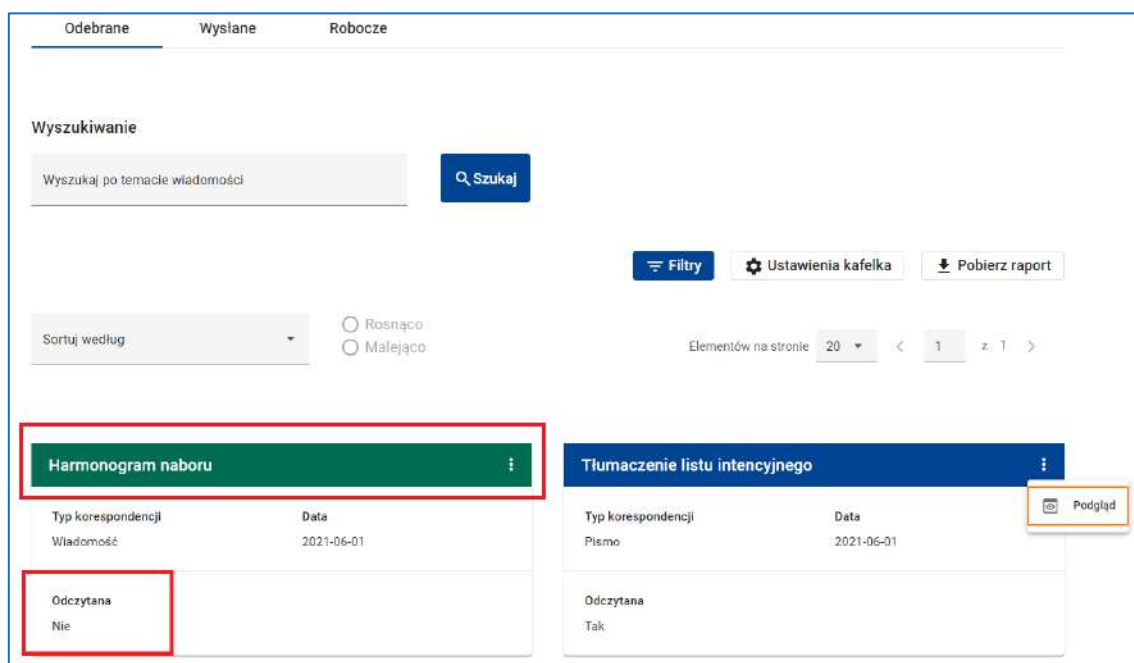 Odebrane Wysłane Robocze
Wyszukiwanie
Wyszukaj po temacie wiadomości Szukaj
Filtry Ustawienia kafelka Pobierz raport
Sortuj według Rosnąco
Malejąco
Elementów na stronie 20 1 z 1
Harmonogram naboru
Typ korespondencji Data
Wiadomość 2021-06-01
Odczytana
Nie
Tłumaczenie listu intencyjnego
Podgląd
Typ korespondencji Data
Pismo 2021-06-01
Odczytana
Tak